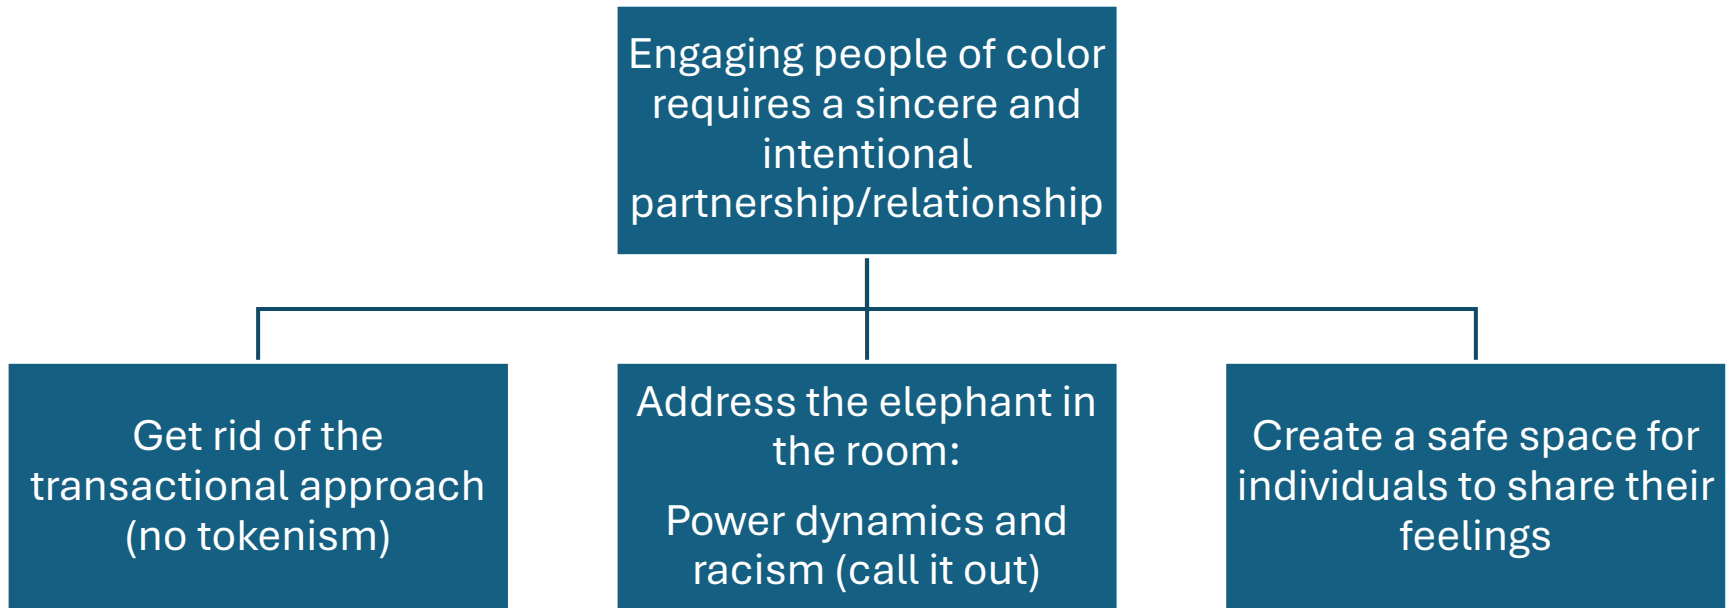 Engaging people of color
requires a sincere and
intentional
partnership/relationship
Get rid of the
transactional approach
(no tokenism)
Address the elephant in
the room:
Power dynamics and
racism (call it out)
Create a safe space for
individuals to share their
feelings